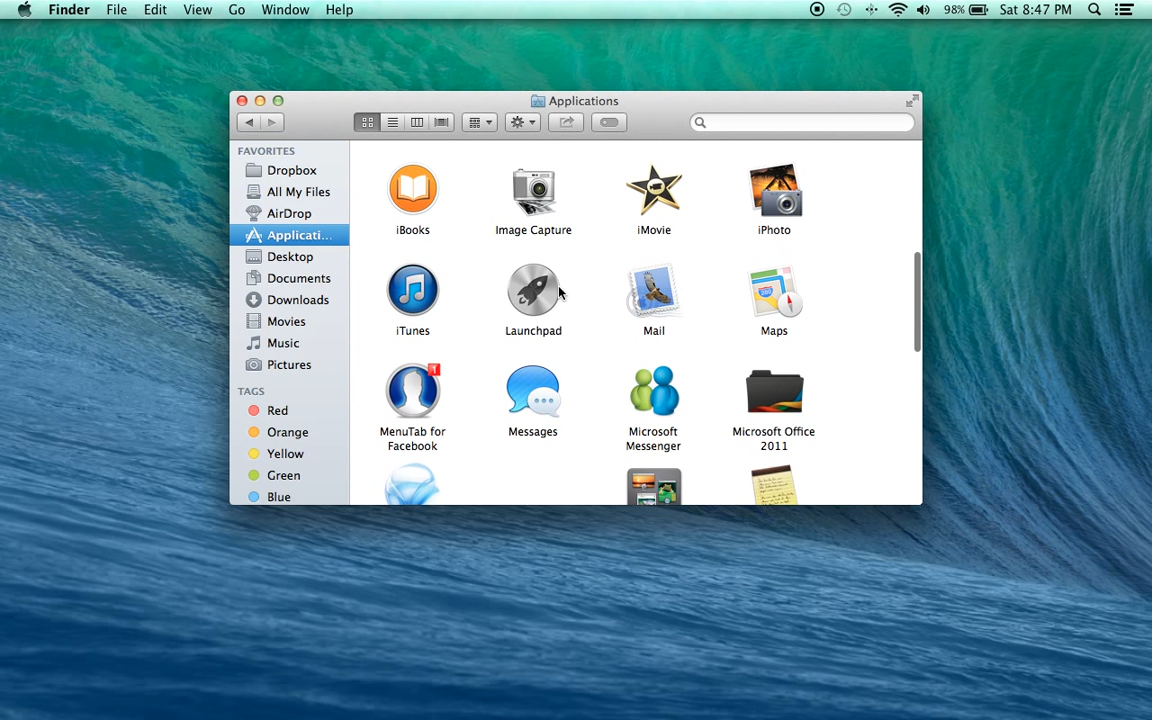 Finder File Edit View Go Window Help 98% Sat 8:47 PM
Applications
FAVORITES
Dropbox
All My Files
AirDrop
Applicati...
Desktop
Documents
Downloads
Movies
Music
Pictures
TAGS
Red
Orange
Yellow
Green
Blue
iBooks Image Capture iMovie iPhoto
iTunes Launchpad Mail Maps
MenuTab for Facebook
Messages
Microsoft Messenger
Microsoft Office 2011